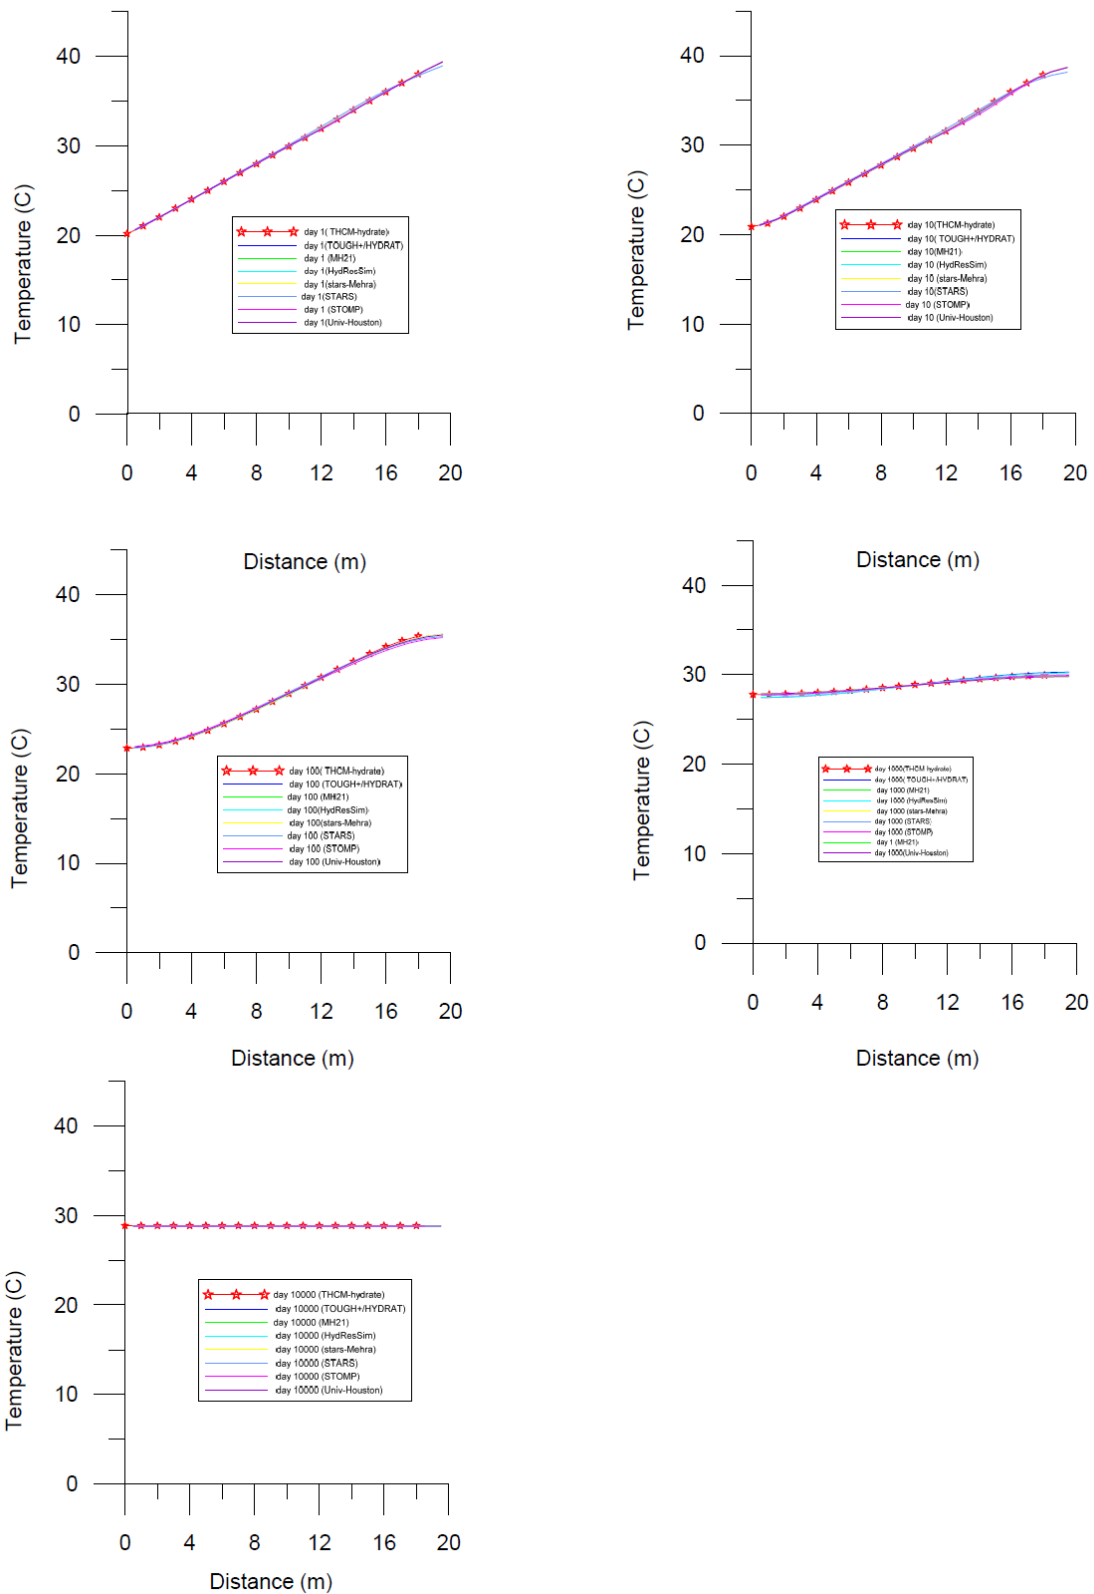 40
30
20
10
0
Temperature (C)
day 1( THCM-hydrate)
day 1(TOUGH+/HYDRAT)
day 1 (MH21)
day 1(HydResSim)
day 1(stars-Mehra)
day 1(STARS)
day 1 (STOMP)
day 1(Univ-Houston)
0 4 8 12 16 20
Distance (m)
40
30
20
10
0
Temperature (C)
day 10(THCM-hydrate)
day 10( TOUGH+/HYDRAT)
day 10(MH21)
day 10 (HydResSim)
day 10 (stars-Mehra)
day 10(STARS)
day 10 (STOMP)
day 10 (Univ-Houston)
0 4 8 12 16 20
Distance (m)
40
30
20
10
0
Temperature (C)
day 100( THCM-hydrate)
day 100 (TOUGH+/HYDRAT)
day 100 (MH21)
day 100(HydResSim)
day 100(stars-Mehra)
day 100 (STARS)
day 100 (STOMP)
day 100 (Univ-Houston)
0 4 8 12 16 20
Distance (m)
40
30
20
10
0
Temperature (C)
day 1000(THCM hydrate)
day 1000( TOUGH+/HYDRAT)
day 1000 (MH21)
day 1000 (HydResSim)
day 1000 (stars-Mehra)
day 1000 (STARS)
day 1000 (STOMP)
day 1 (MH21)
day 1000(Univ-Houston)
0 4 8 12 16 20
Distance (m)
40
30
20
10
0
Temperature (C)
day 10000 (THCM-hydrate)
day 10000 (TOUGH+/HYDRAT)
day 10000 (MH21)
day 10000 (HydResSim)
day 10000 (stars-Mehra)
day 10000 (STARS)
day 10000 (STOMP)
day 10000 (Univ-Houston)
0 4 8 12 16 20
Distance (m)